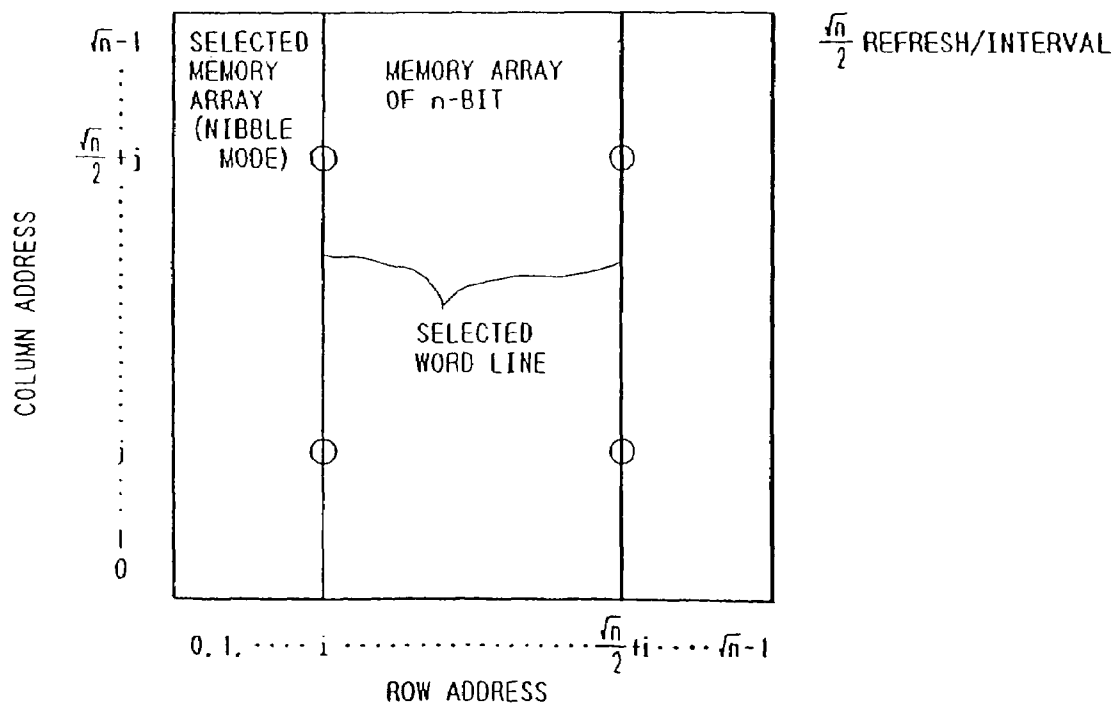 √n-1
SELECTED
MEMORY
ARRAY
(NIBBLE
MODE)
MEMORY ARRAY
OF n-BIT
√n/2 REFRESH/INTERVAL
√n/2 +j
COLUMN ADDRESS
SELECTED
WORD LINE
j
1
0
0, 1, ···· i ················ √n/2 +i ···· √n-1
ROW ADDRESS